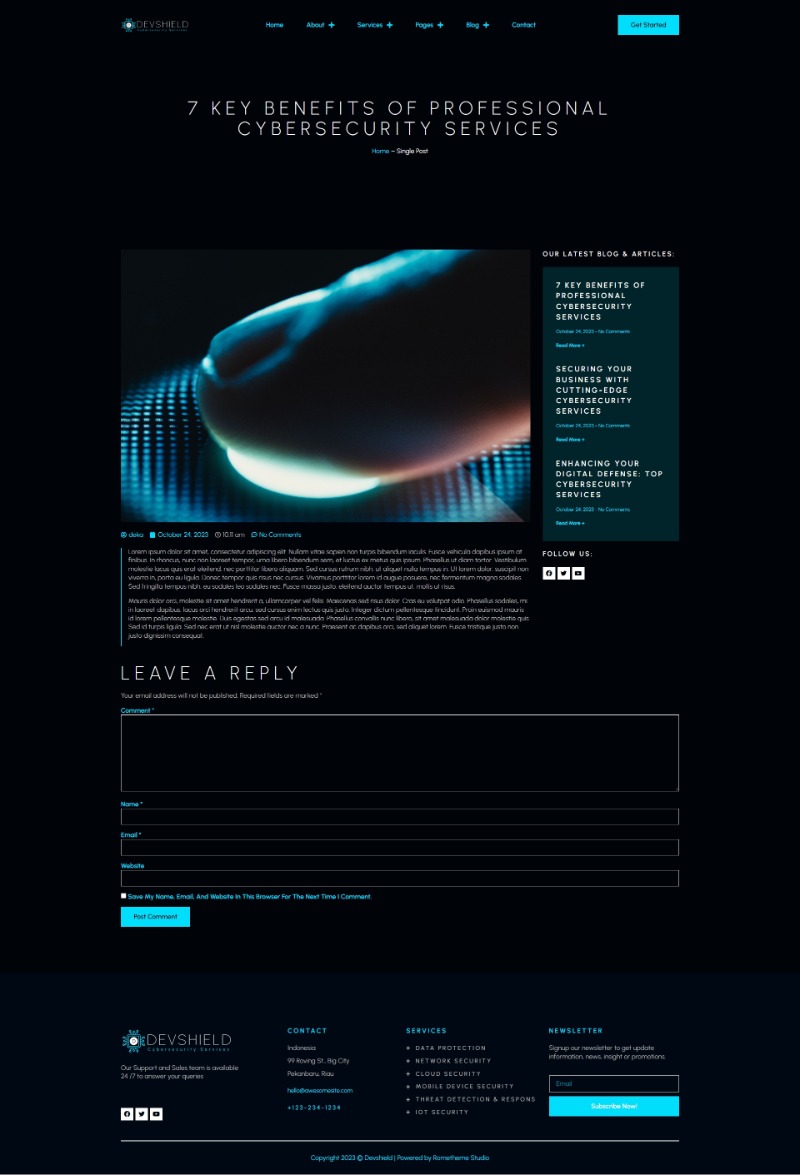 DEVSHIELD
Cybersecurity Services
Home About + Services + Pages + Blog + Contact
Get Started
7 KEY BENEFITS OF PROFESSIONAL
CYBERSECURITY SERVICES
Home – Single Post
OUR LATEST BLOG & ARTICLES:
7 KEY BENEFITS OF
PROFESSIONAL
CYBERSECURITY
SERVICES
October 24, 2023 • No Comments
Read More +
SECURING YOUR
BUSINESS WITH
CUTTING-EDGE
CYBERSECURITY
SERVICES
October 24, 2023 • No Comments
Read More +
ENHANCING YOUR
DIGITAL DEFENSE: TOP
CYBERSECURITY
SERVICES
October 24, 2023 • No Comments
Read More +
FOLLOW US:
deka October 24, 2023 10:11 am No Comments
Lorem ipsum dolor sit amet, consectetur adipiscing elit. Nullam vitae sapien non turpis bibendum iaculis. Fusce vehicula dapibus ipsum at
finibus. In rhoncus, nunc non laoreet tempor, urna libero bibendum sem, at luctus ex metus quis ipsum. Phasellus ut diam tortor. Vestibulum
molestie lacus quis erat eleifend, nec porttitor libero aliquam. Sed cursus rutrum nibh, ut aliquet nulla tempus in. Ut lorem dolor, suscipit non
viverra in, porta eu ligula. Donec tempor quis risus nec cursus. Vivamus porttitor lorem id augue posuere, nec fermentum magna sodales.
Sed fringilla tempus nibh, eu sodales leo sodales nec. Fusce massa justo, eleifend auctor tempus at, mollis ut risus.
Mauris dolor orci, molestie sit amet hendrerit a, ullamcorper vel felis. Maecenas sed risus dolor. Cras eu volutpat odio. Phasellus sodales, mi
in laoreet dapibus, lacus orci hendrerit arcu, sed cursus enim lectus quis justo. Integer dictum pellentesque tincidunt. Proin euismod mauris
id lorem pellentesque molestie. Duis egestas sed arcu id malesuada. Phasellus convallis nunc libero, sit amet malesuada dolor molestie quis.
Sed id turpis ligula. Sed nec erat ut nisl molestie auctor nec a nunc. Praesent ac dapibus orci, sed aliquet lorem. Fusce tristique justo non
justo dignissim consequat.
LEAVE A REPLY
Your email address will not be published. Required fields are marked *
Comment *
Name *
Email *
Website
Save My Name, Email, And Website In This Browser For The Next Time I Comment.
Post Comment
DEVSHIELD
Cybersecurity Services
Our Support and Sales team is available
24 /7 to answer your queries
CONTACT
Indonesia
99 Roving St., Big City
Pekanbaru, Riau
hello@awesomesite.com
+123-234-1234
SERVICES
+ DATA PROTECTION
+ NETWORK SECURITY
+ CLOUD SECURITY
+ MOBILE DEVICE SECURITY
+ THREAT DETECTION & RESPONS
+ IOT SECURITY
NEWSLETTER
Signup our newsletter to get update
information, news, insight or promotions.
Email
Subscribe Now!
Copyright 2023 @ Devshield | Powered by Rometheme Studio